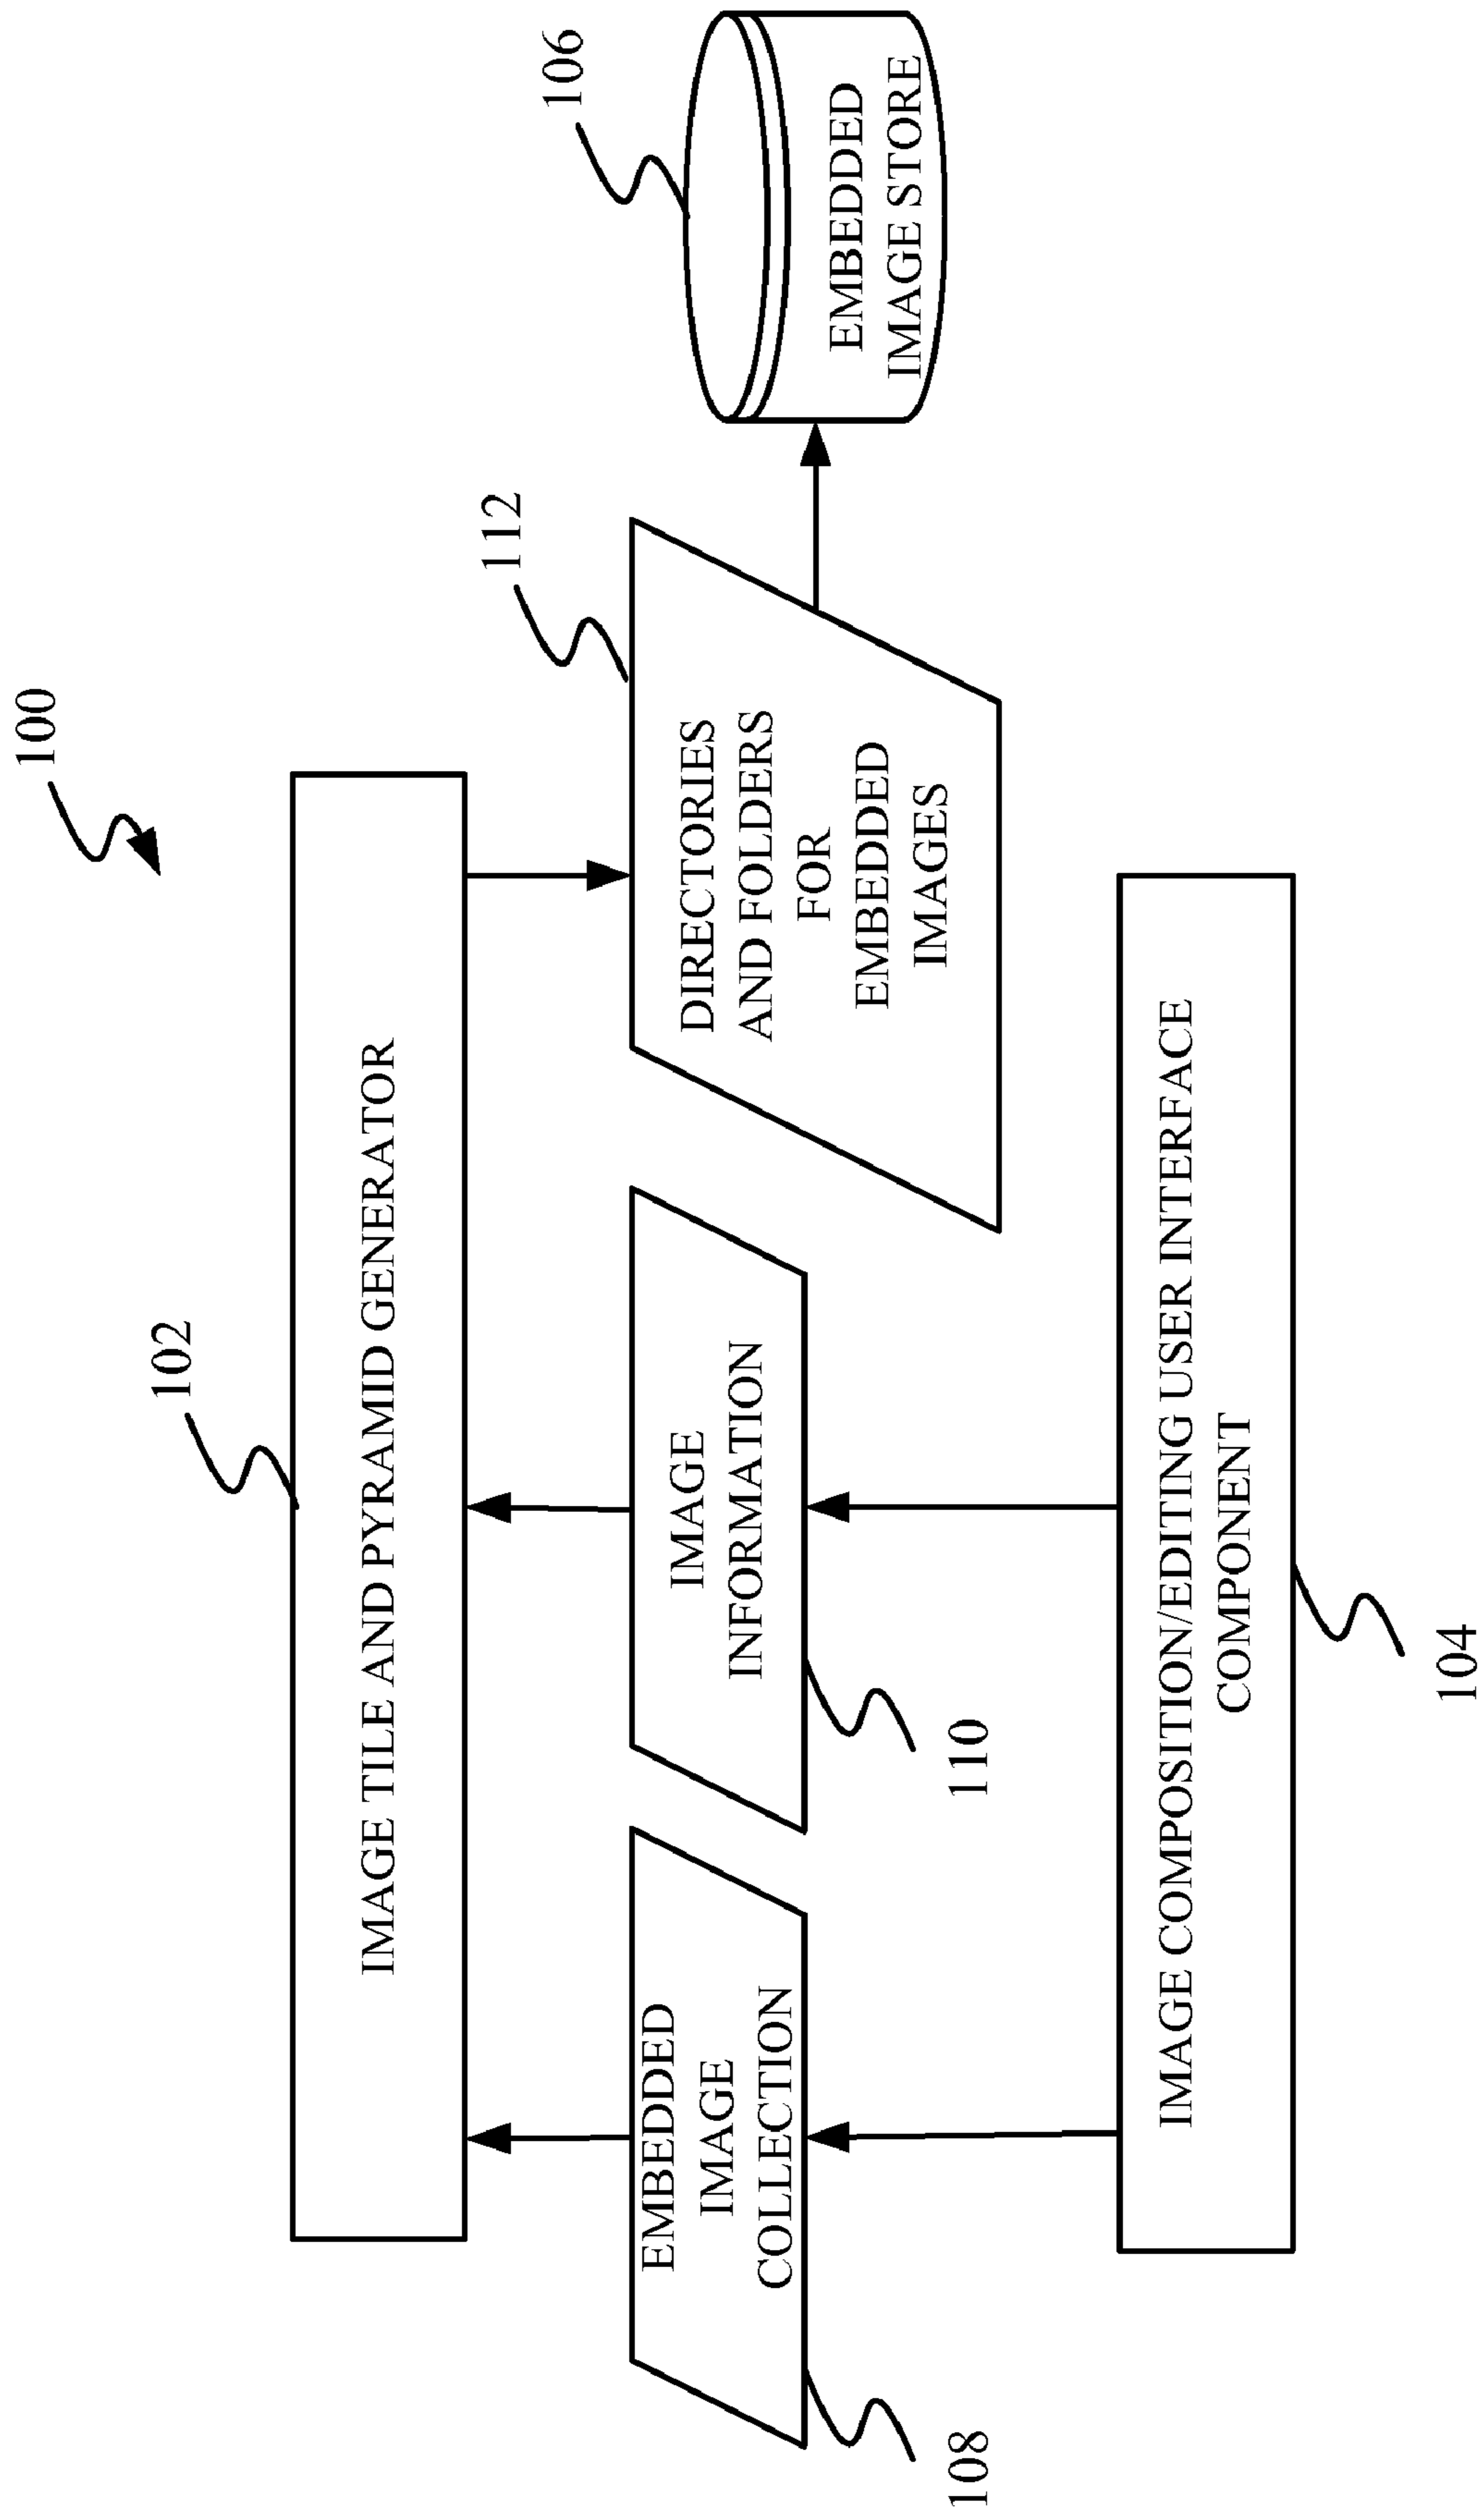 100
102
IMAGE TILE AND PYRAMID GENERATOR
106
112
EMBEDDED
IMAGE
COLLECTION
108
IMAGE
INFORMATION
110
DIRECTORIES
AND FOLDERS
FOR
EMBEDDED
IMAGES
EMBEDDED
IMAGE STORE
IMAGE COMPOSITION/EDITING USER INTERFACE
COMPONENT
104